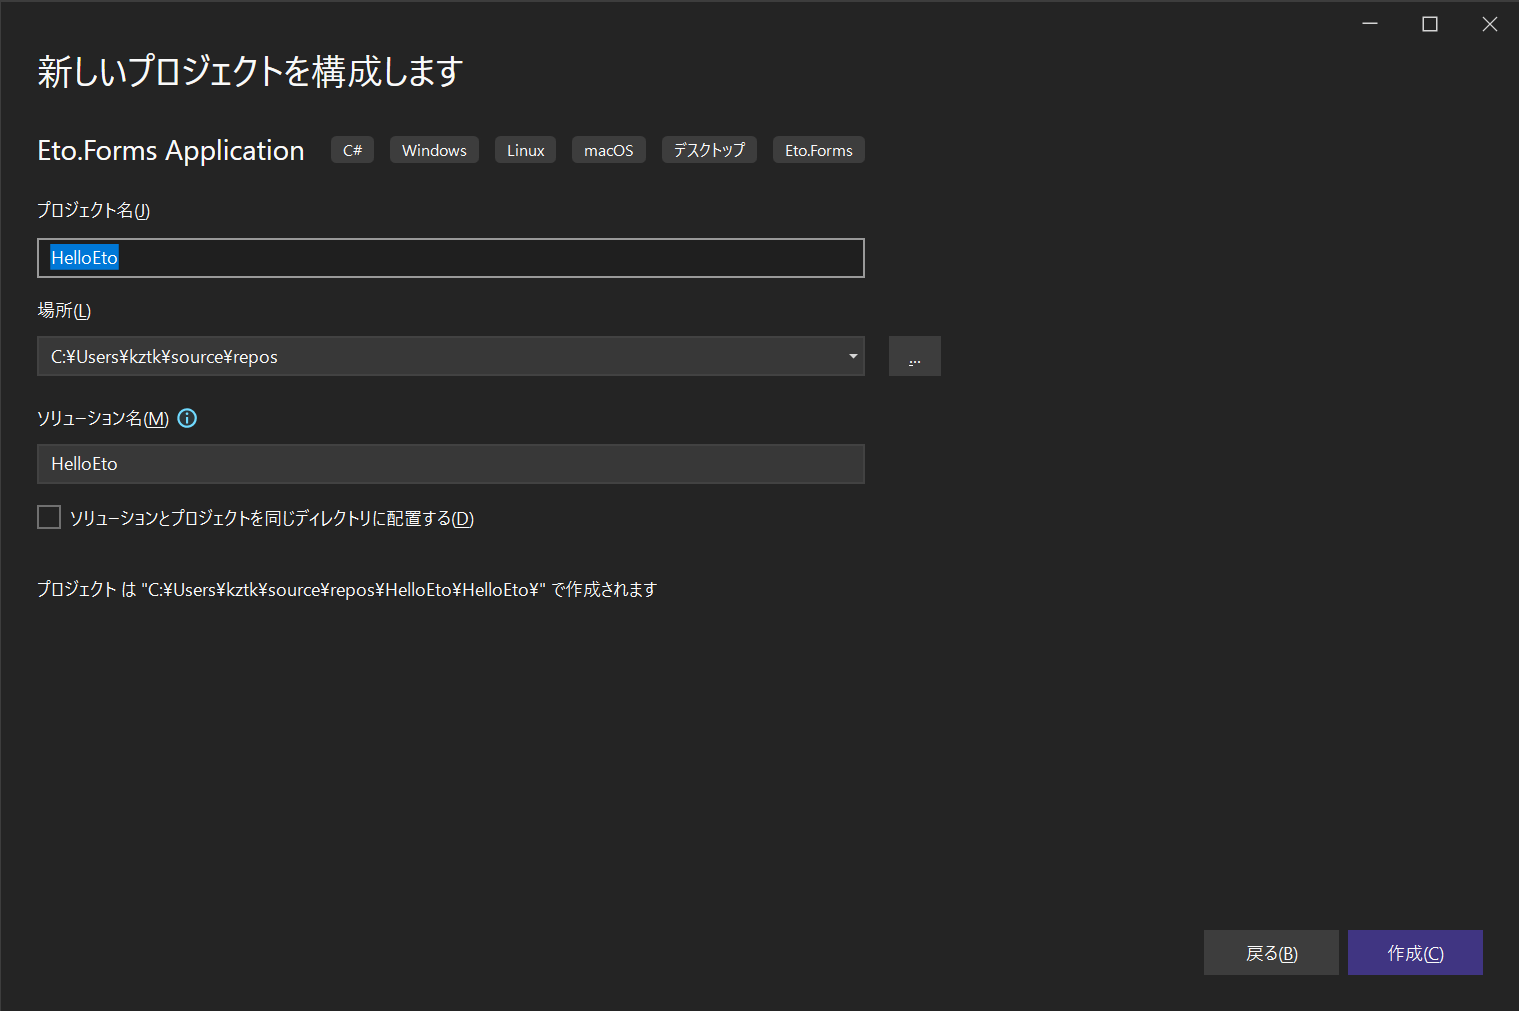 新しいプロジェクトを構成します
Eto.Forms Application C# Windows Linux macOS デスクトップ Eto.Forms
プロジェクト名(J)
HelloEto
場所(L)
C:¥Users¥kztk¥source¥repos
...
ソリューション名(M)
HelloEto
ソリューションとプロジェクトを同じディレクトリに配置する(D)
プロジェクト は "C:¥Users¥kztk¥source¥repos¥HelloEto¥HelloEto¥" で作成されます
戻る(B) 作成(C)